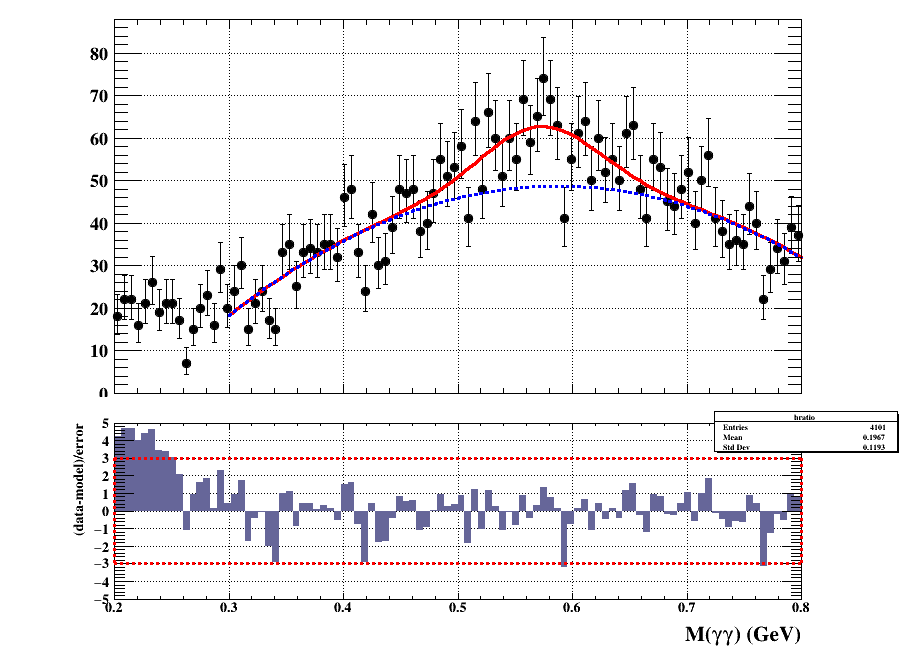 80
70
60
50
40
30
20
10
0
hratio
Entries 4101
Mean 0.1967
Std Dev 0.1193
(data-model)/error
5
4
3
2
1
0
−1
−2
−3
−4
−5
0.2 0.3 0.4 0.5 0.6 0.7 0.8
M(γγ) (GeV)